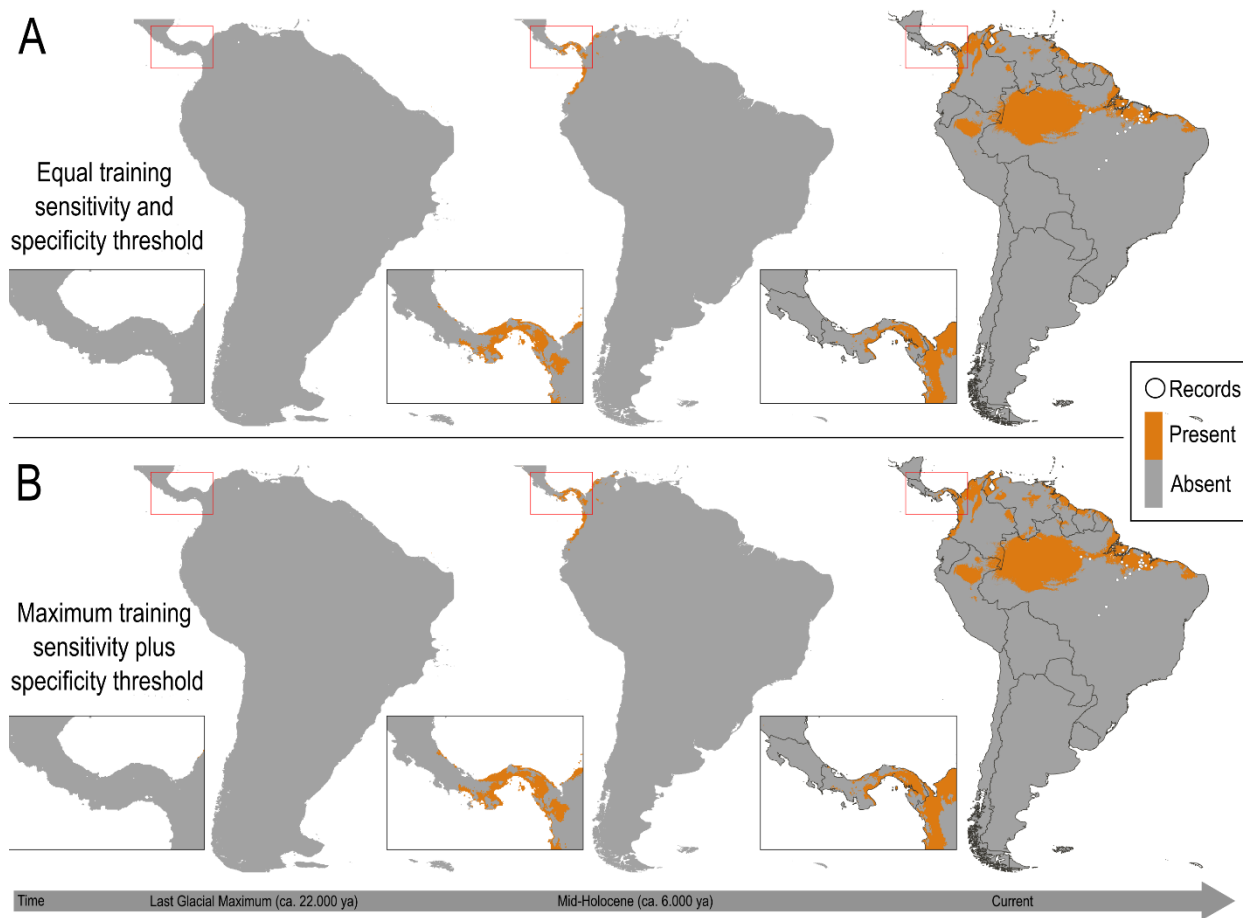 A
Equal training
sensitivity and
specificity threshold
Records
Present
Absent
B
Maximum training
sensitivity plus
specificity threshold
Time
Last Glacial Maximum (ca. 22.000 ya)
Mid-Holocene (ca. 6.000 ya)
Current